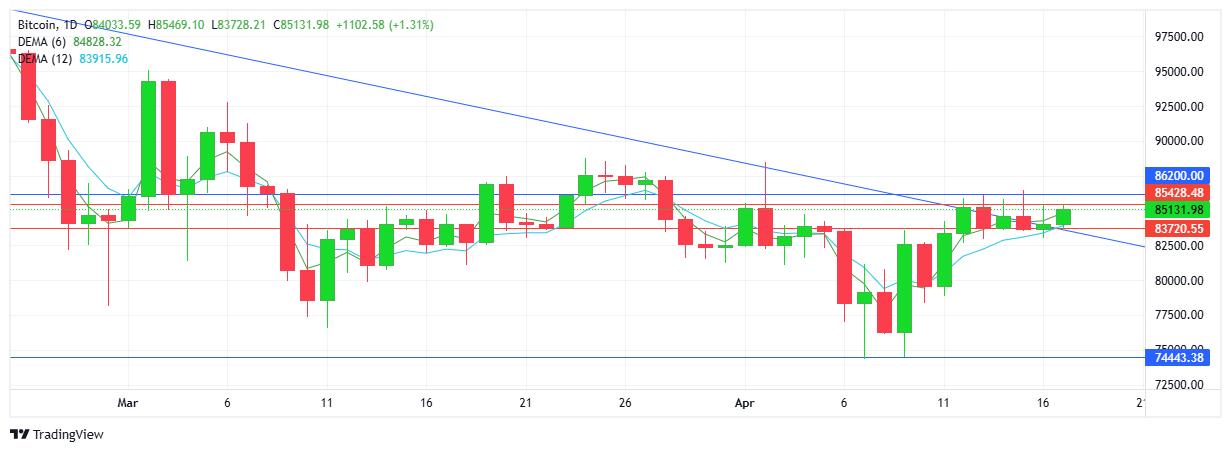 Bitcoin, 1D O84033.59 H85469.10 L83728.21 C85131.98 +1102.58 (+1.31%)
DEMA (6) 84828.32
DEMA (12) 83915.96
97500.00
95000.00
92500.00
90000.00
86200.00
85428.48
85131.98
83720.55
82500.00
80000.00
77500.00
75000.00
74443.38
72500.00
Mar 6 11 16 21 26 Apr 6 11 16
TradingView